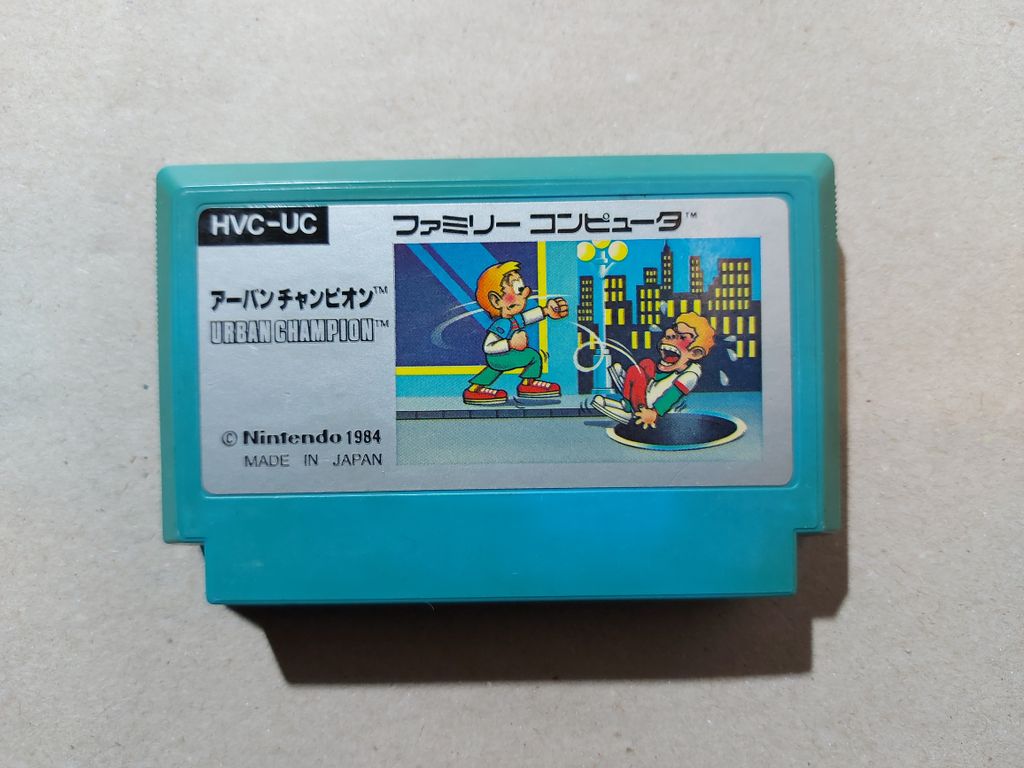 HVC-UC
ファミリー コンピュータ™
アーバンチャンピオン™
URBAN CHAMPION™
© Nintendo 1984
MADE IN JAPAN